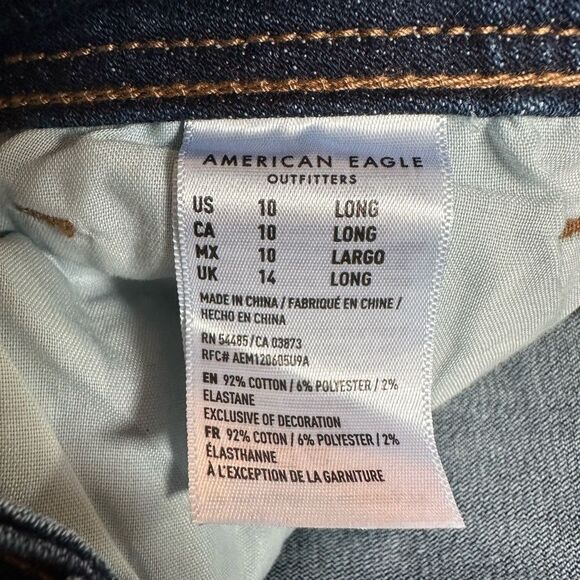 AMERICAN EAGLE
OUTFITTERS
US 10 LONG
CA 10 LONG
MX 10 LARGO
UK 14 LONG
MADE IN CHINA / FABRIQUÉ EN CHINE /
HECHO EN CHINA
RN 54485/CA 03873
RFC# AEM120605U9A
EN 92% COTTON / 6% POLYESTER / 2%
ELASTANE
EXCLUSIVE OF DECORATION
FR 92% COTON / 6% POLYESTER / 2%
ÉLASTHANNE
À L'EXCEPTION DE LA GARNITURE